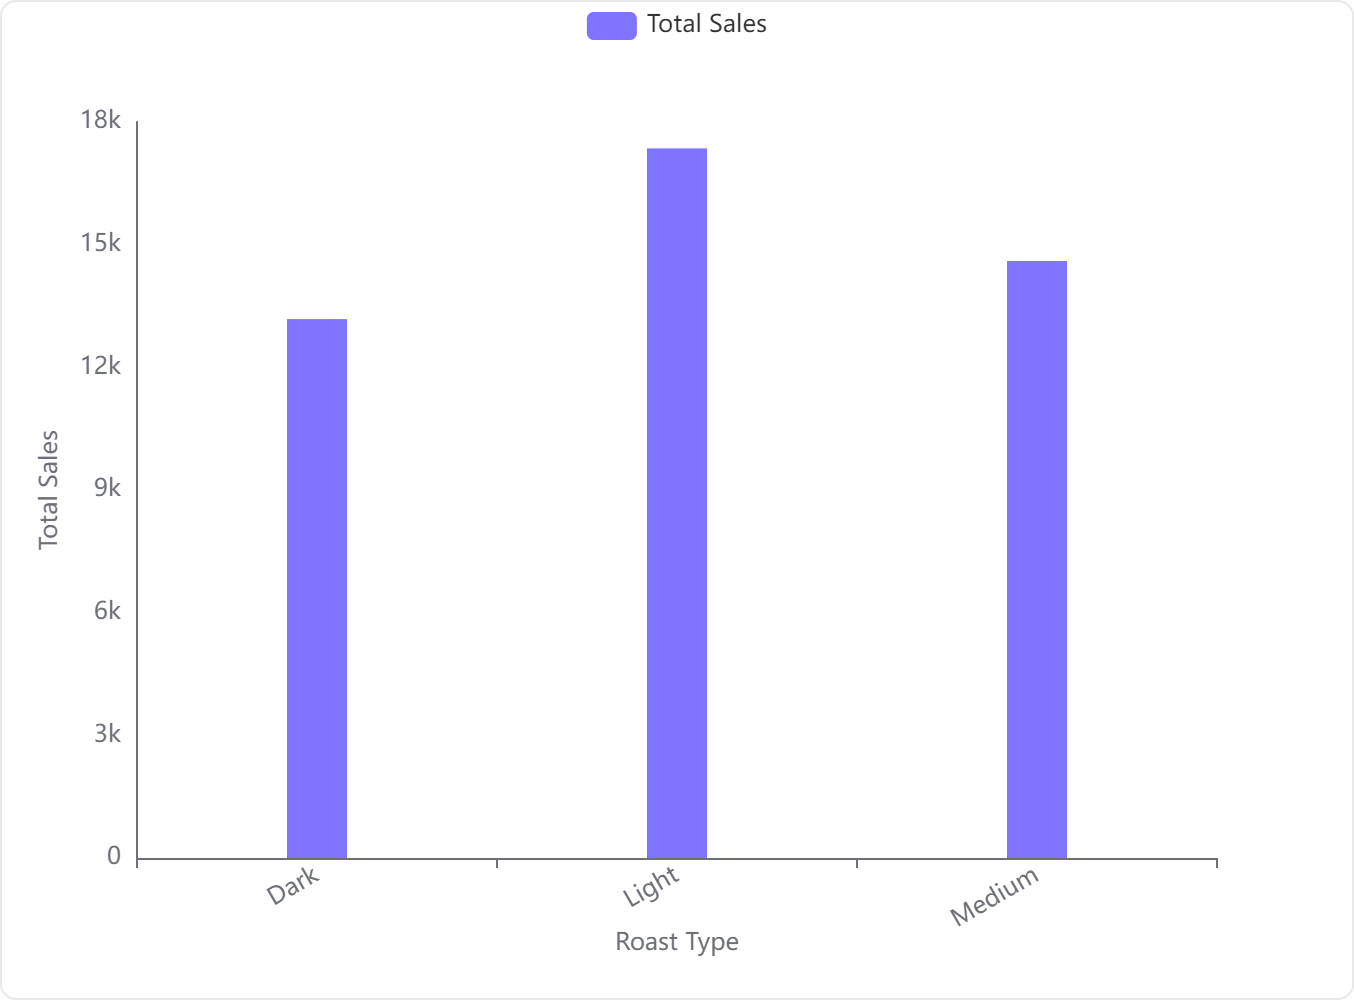 Total Sales
18k
15k
12k
9k
6k
3k
0
Total Sales
Dark
Light
Medium
Roast Type